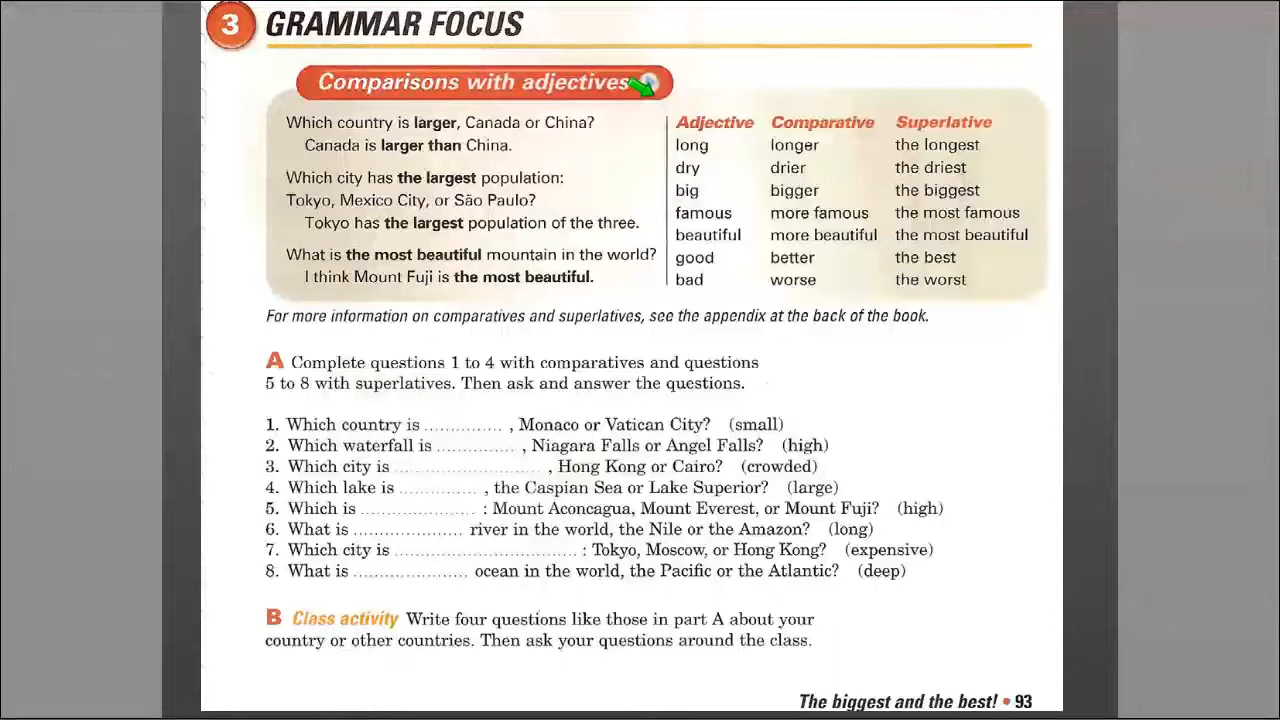 3 GRAMMAR FOCUS
Comparisons with adjectives
Which country is larger, Canada or China?
Canada is larger than China.
Which city has the largest population:
Tokyo, Mexico City, or São Paulo?
Tokyo has the largest population of the three.
What is the most beautiful mountain in the world?
I think Mount Fuji is the most beautiful.
Adjective Comparative Superlative
long longer the longest
dry drier the driest
big bigger the biggest
famous more famous the most famous
beautiful more beautiful the most beautiful
good better the best
bad worse the worst
For more information on comparatives and superlatives, see the appendix at the back of the book.
A Complete questions 1 to 4 with comparatives and questions
5 to 8 with superlatives. Then ask and answer the questions.
1. Which country is .............. , Monaco or Vatican City? (small)
2. Which waterfall is .............. , Niagara Falls or Angel Falls? (high)
3. Which city is .......................... , Hong Kong or Cairo? (crowded)
4. Which lake is .............. , the Caspian Sea or Lake Superior? (large)
5. Which is .................... : Mount Aconcagua, Mount Everest, or Mount Fuji? (high)
6. What is .................... river in the world, the Nile or the Amazon? (long)
7. Which city is ................................ : Tokyo, Moscow, or Hong Kong? (expensive)
8. What is .................... ocean in the world, the Pacific or the Atlantic? (deep)
B Class activity Write four questions like those in part A about your
country or other countries. Then ask your questions around the class.
The biggest and the best! • 93